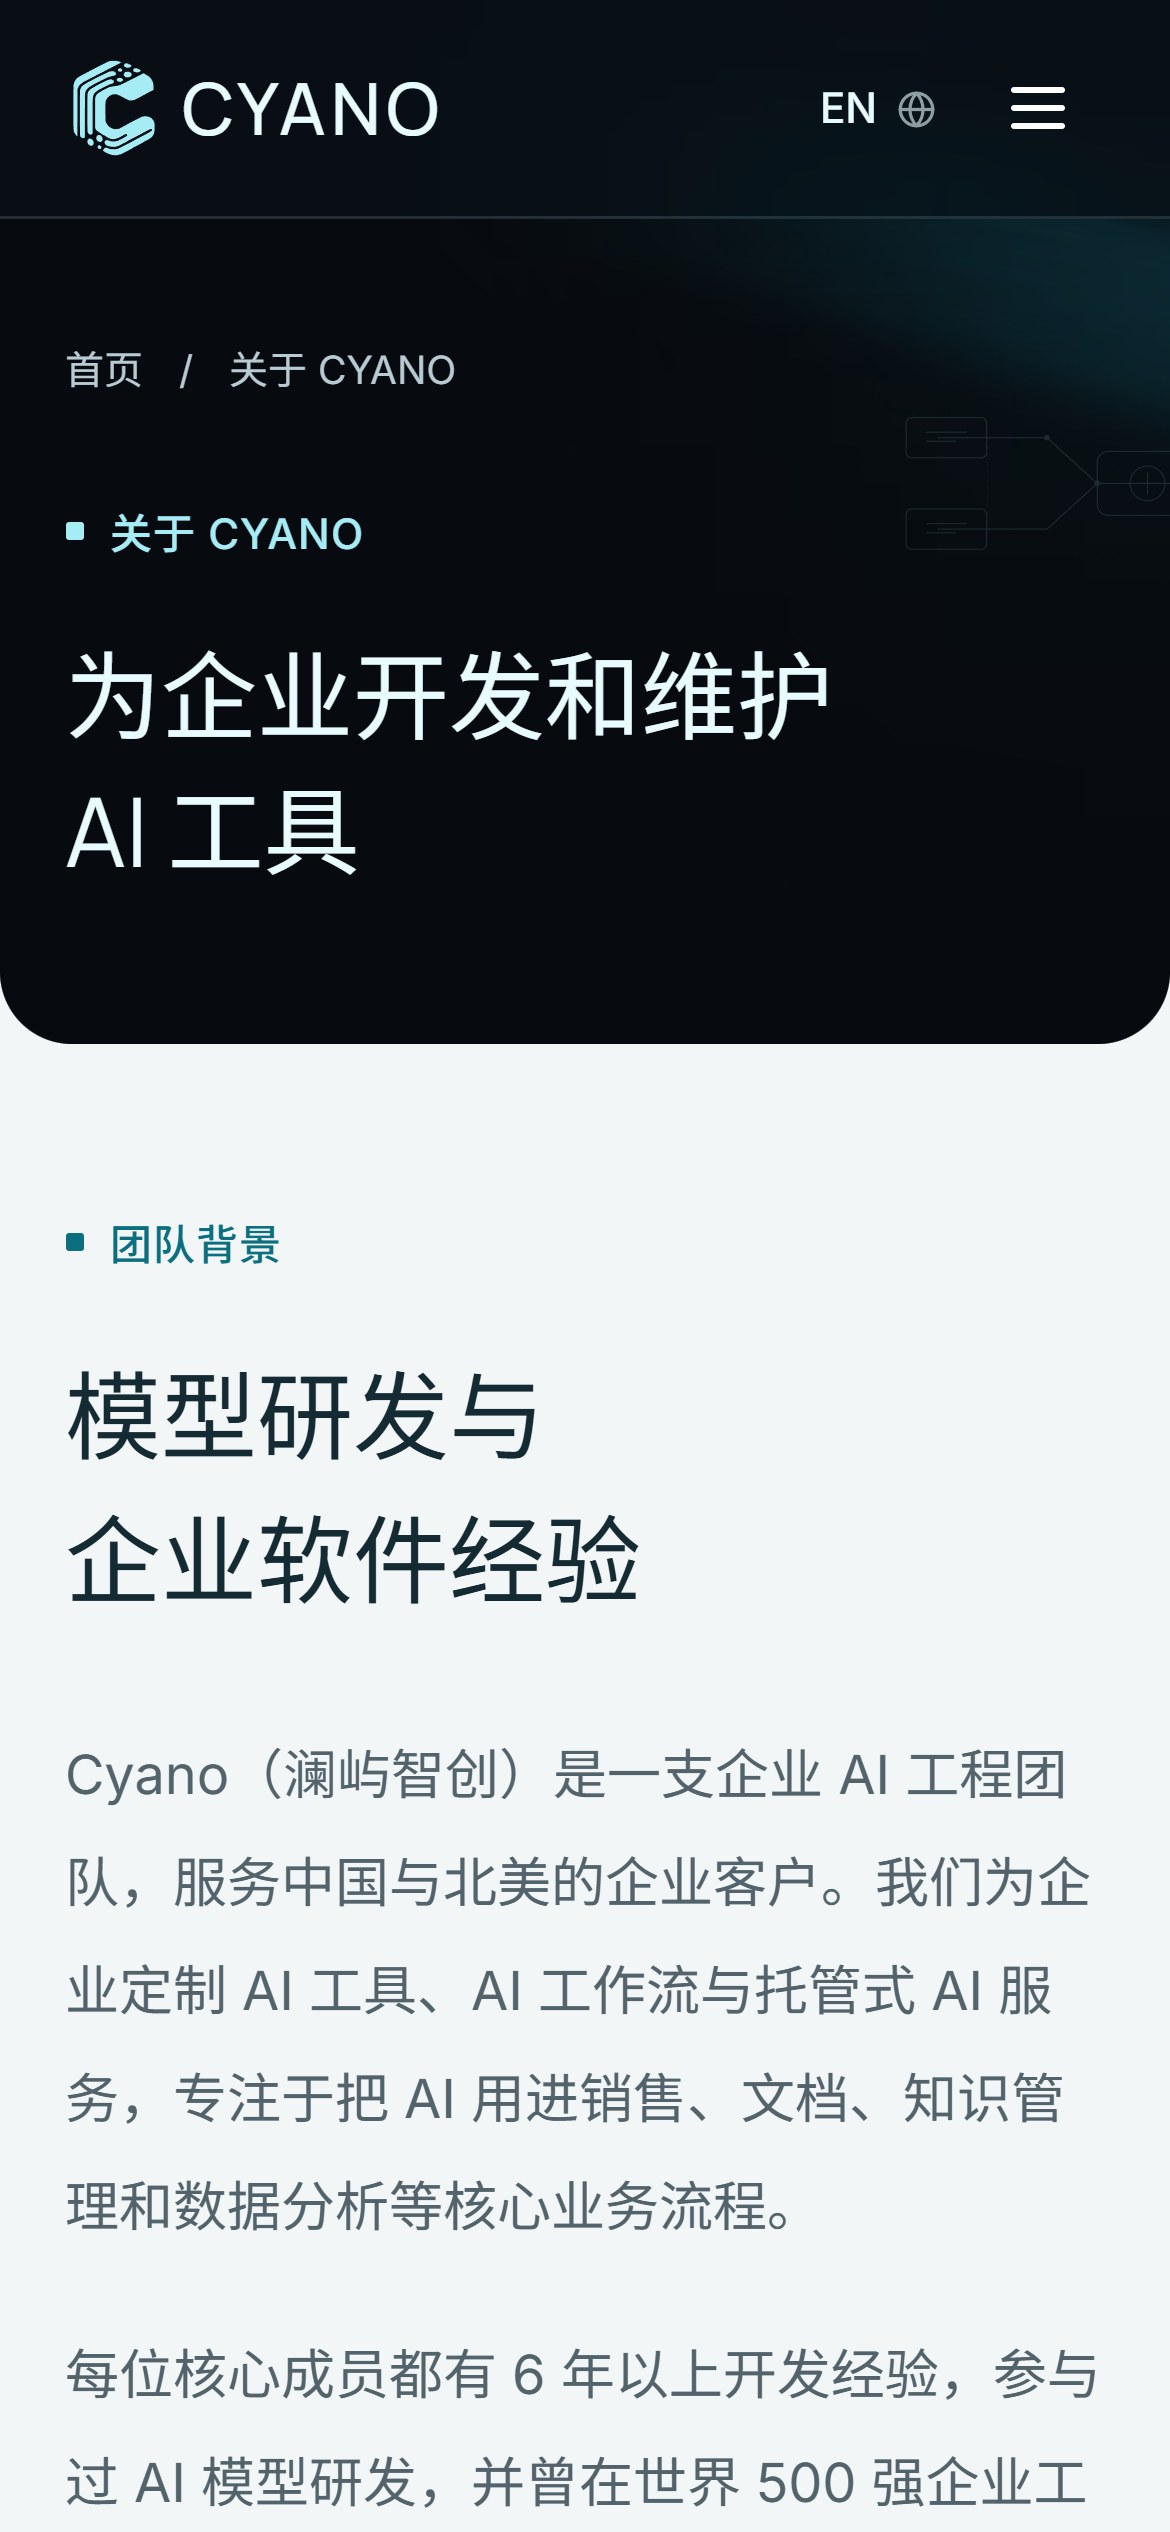 CYANO
EN
首页 / 关于 CYANO
关于 CYANO
为企业开发和维护
AI 工具
团队背景
模型研发与
企业软件经验
Cyano（澜屿智创）是一支企业 AI 工程团
队，服务中国与北美的企业客户。我们为企
业定制 AI 工具、AI 工作流与托管式 AI 服
务，专注于把 AI 用进销售、文档、知识管
理和数据分析等核心业务流程。
每位核心成员都有 6 年以上开发经验，参与
过 AI 模型研发，并曾在世界 500 强企业工